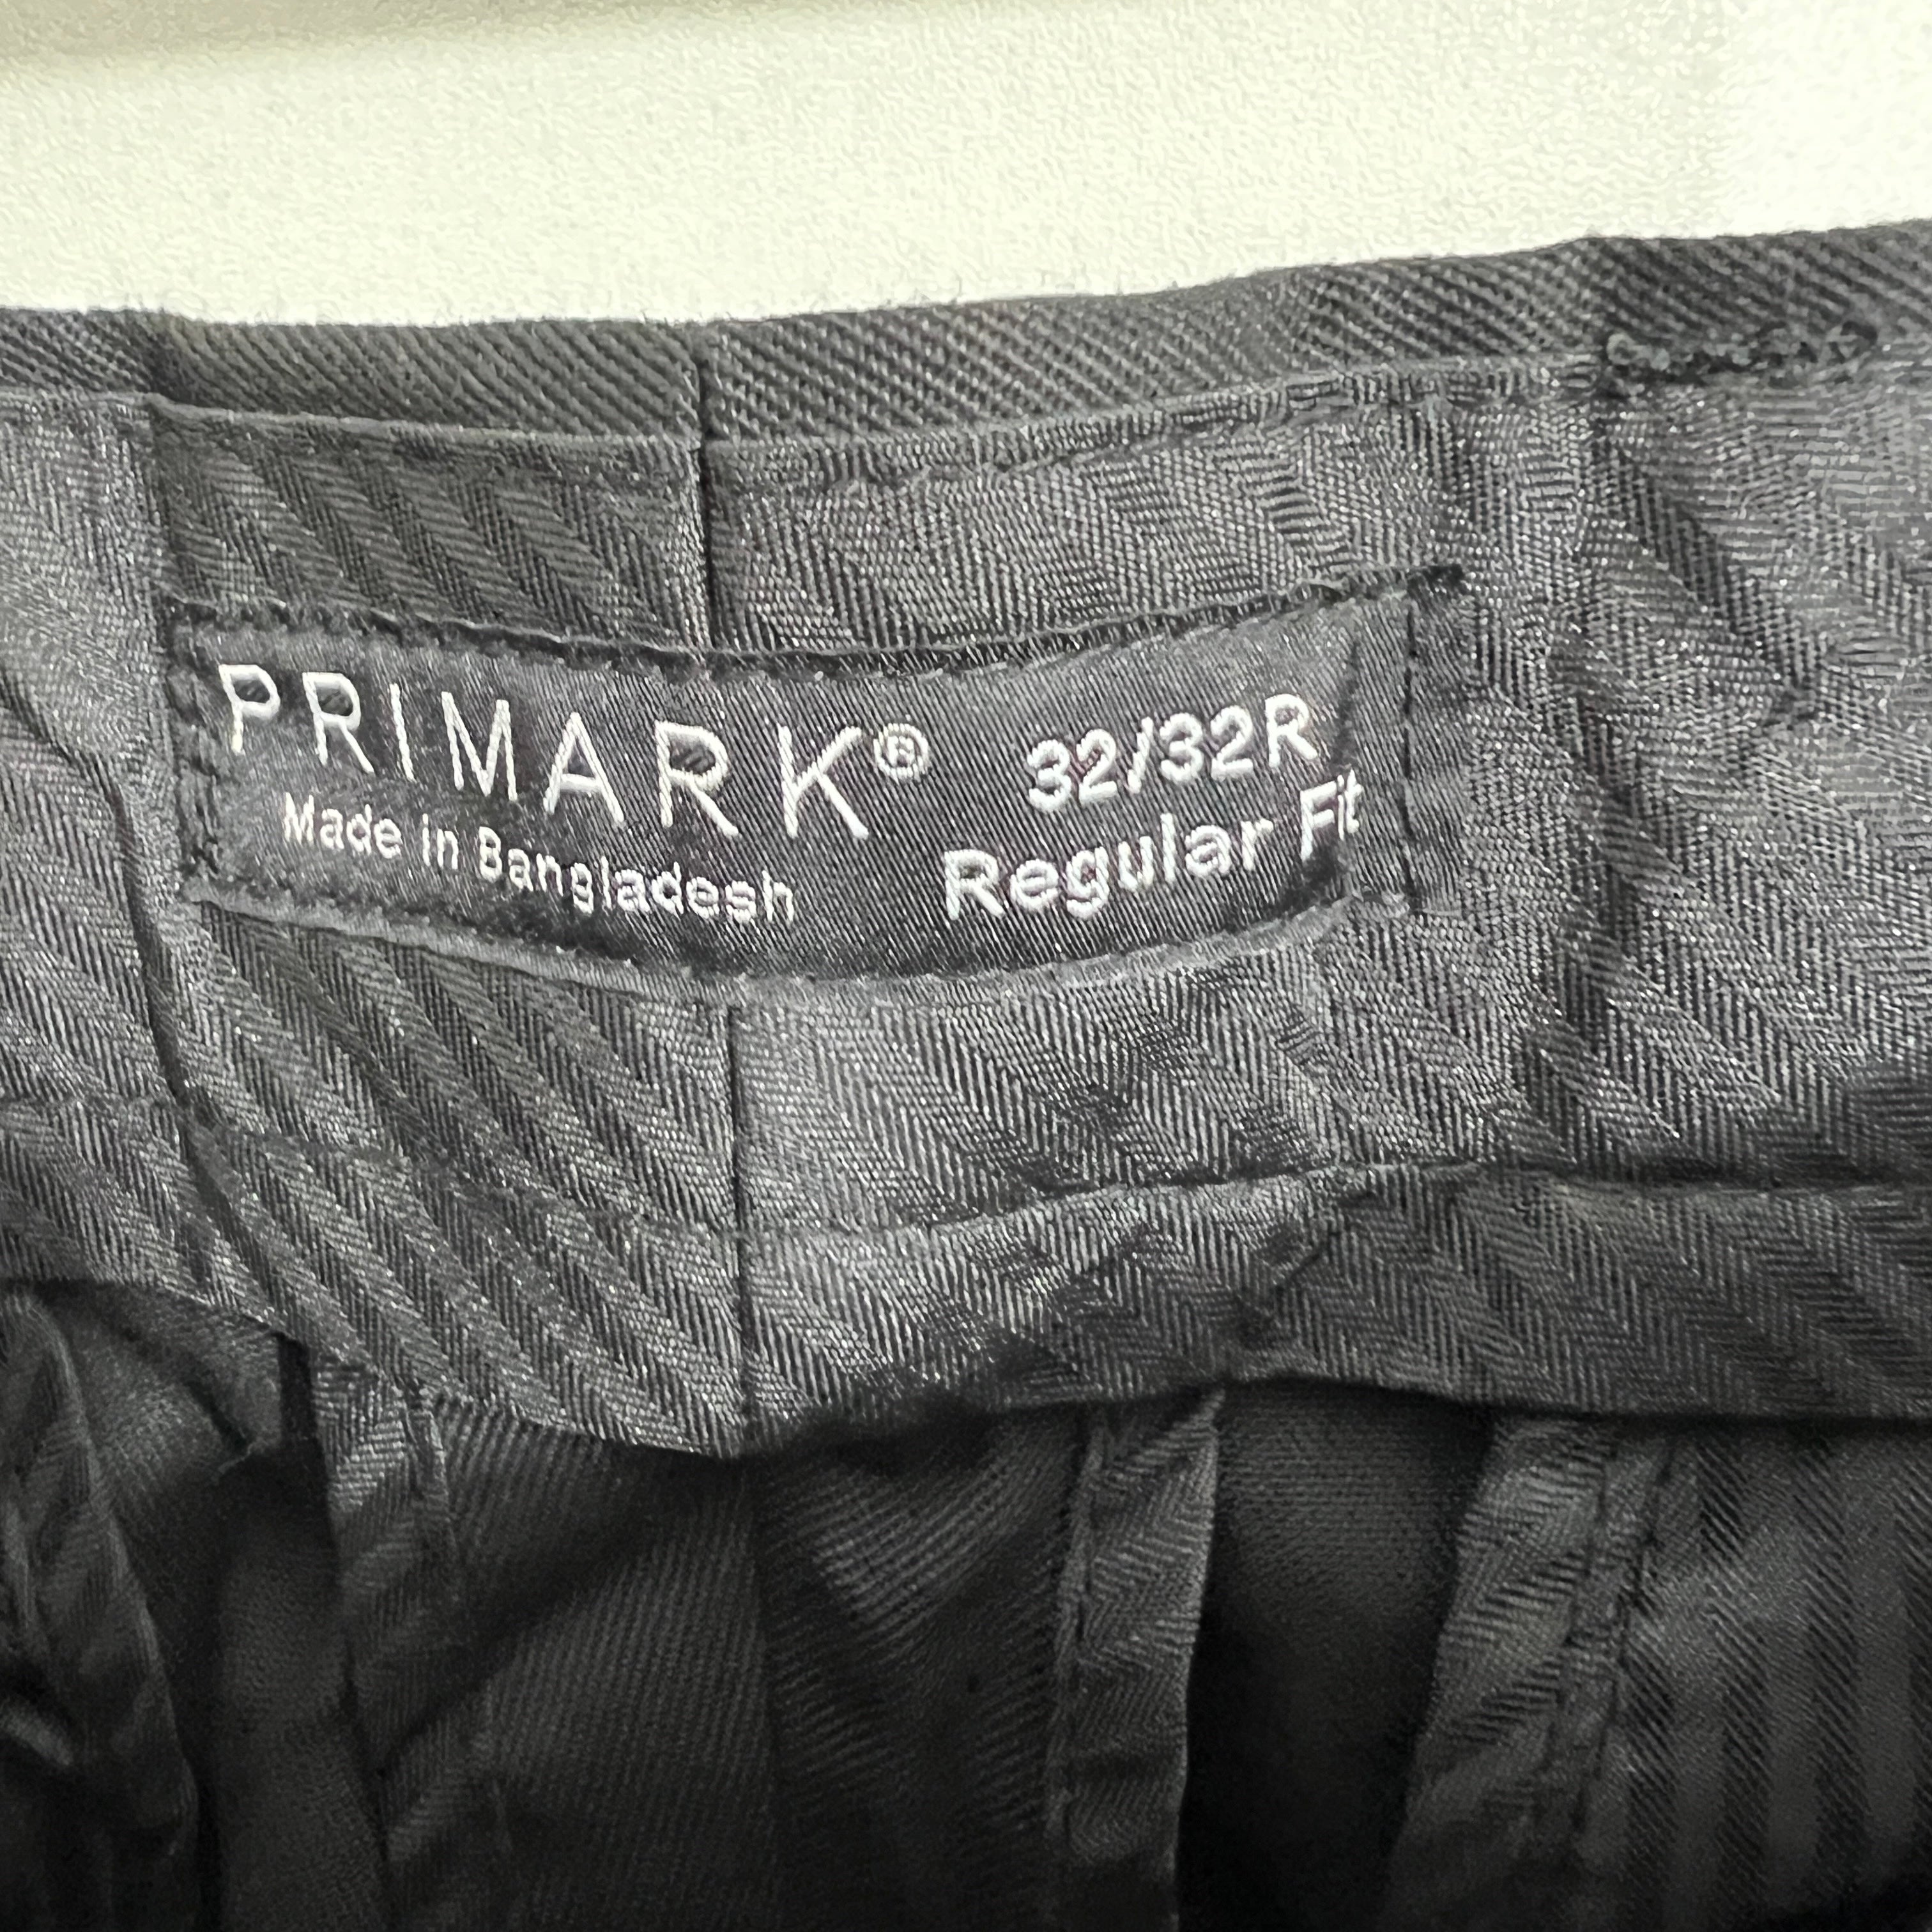 PRIMARK® 32/32R
Made in Bangladesh Regular Fit